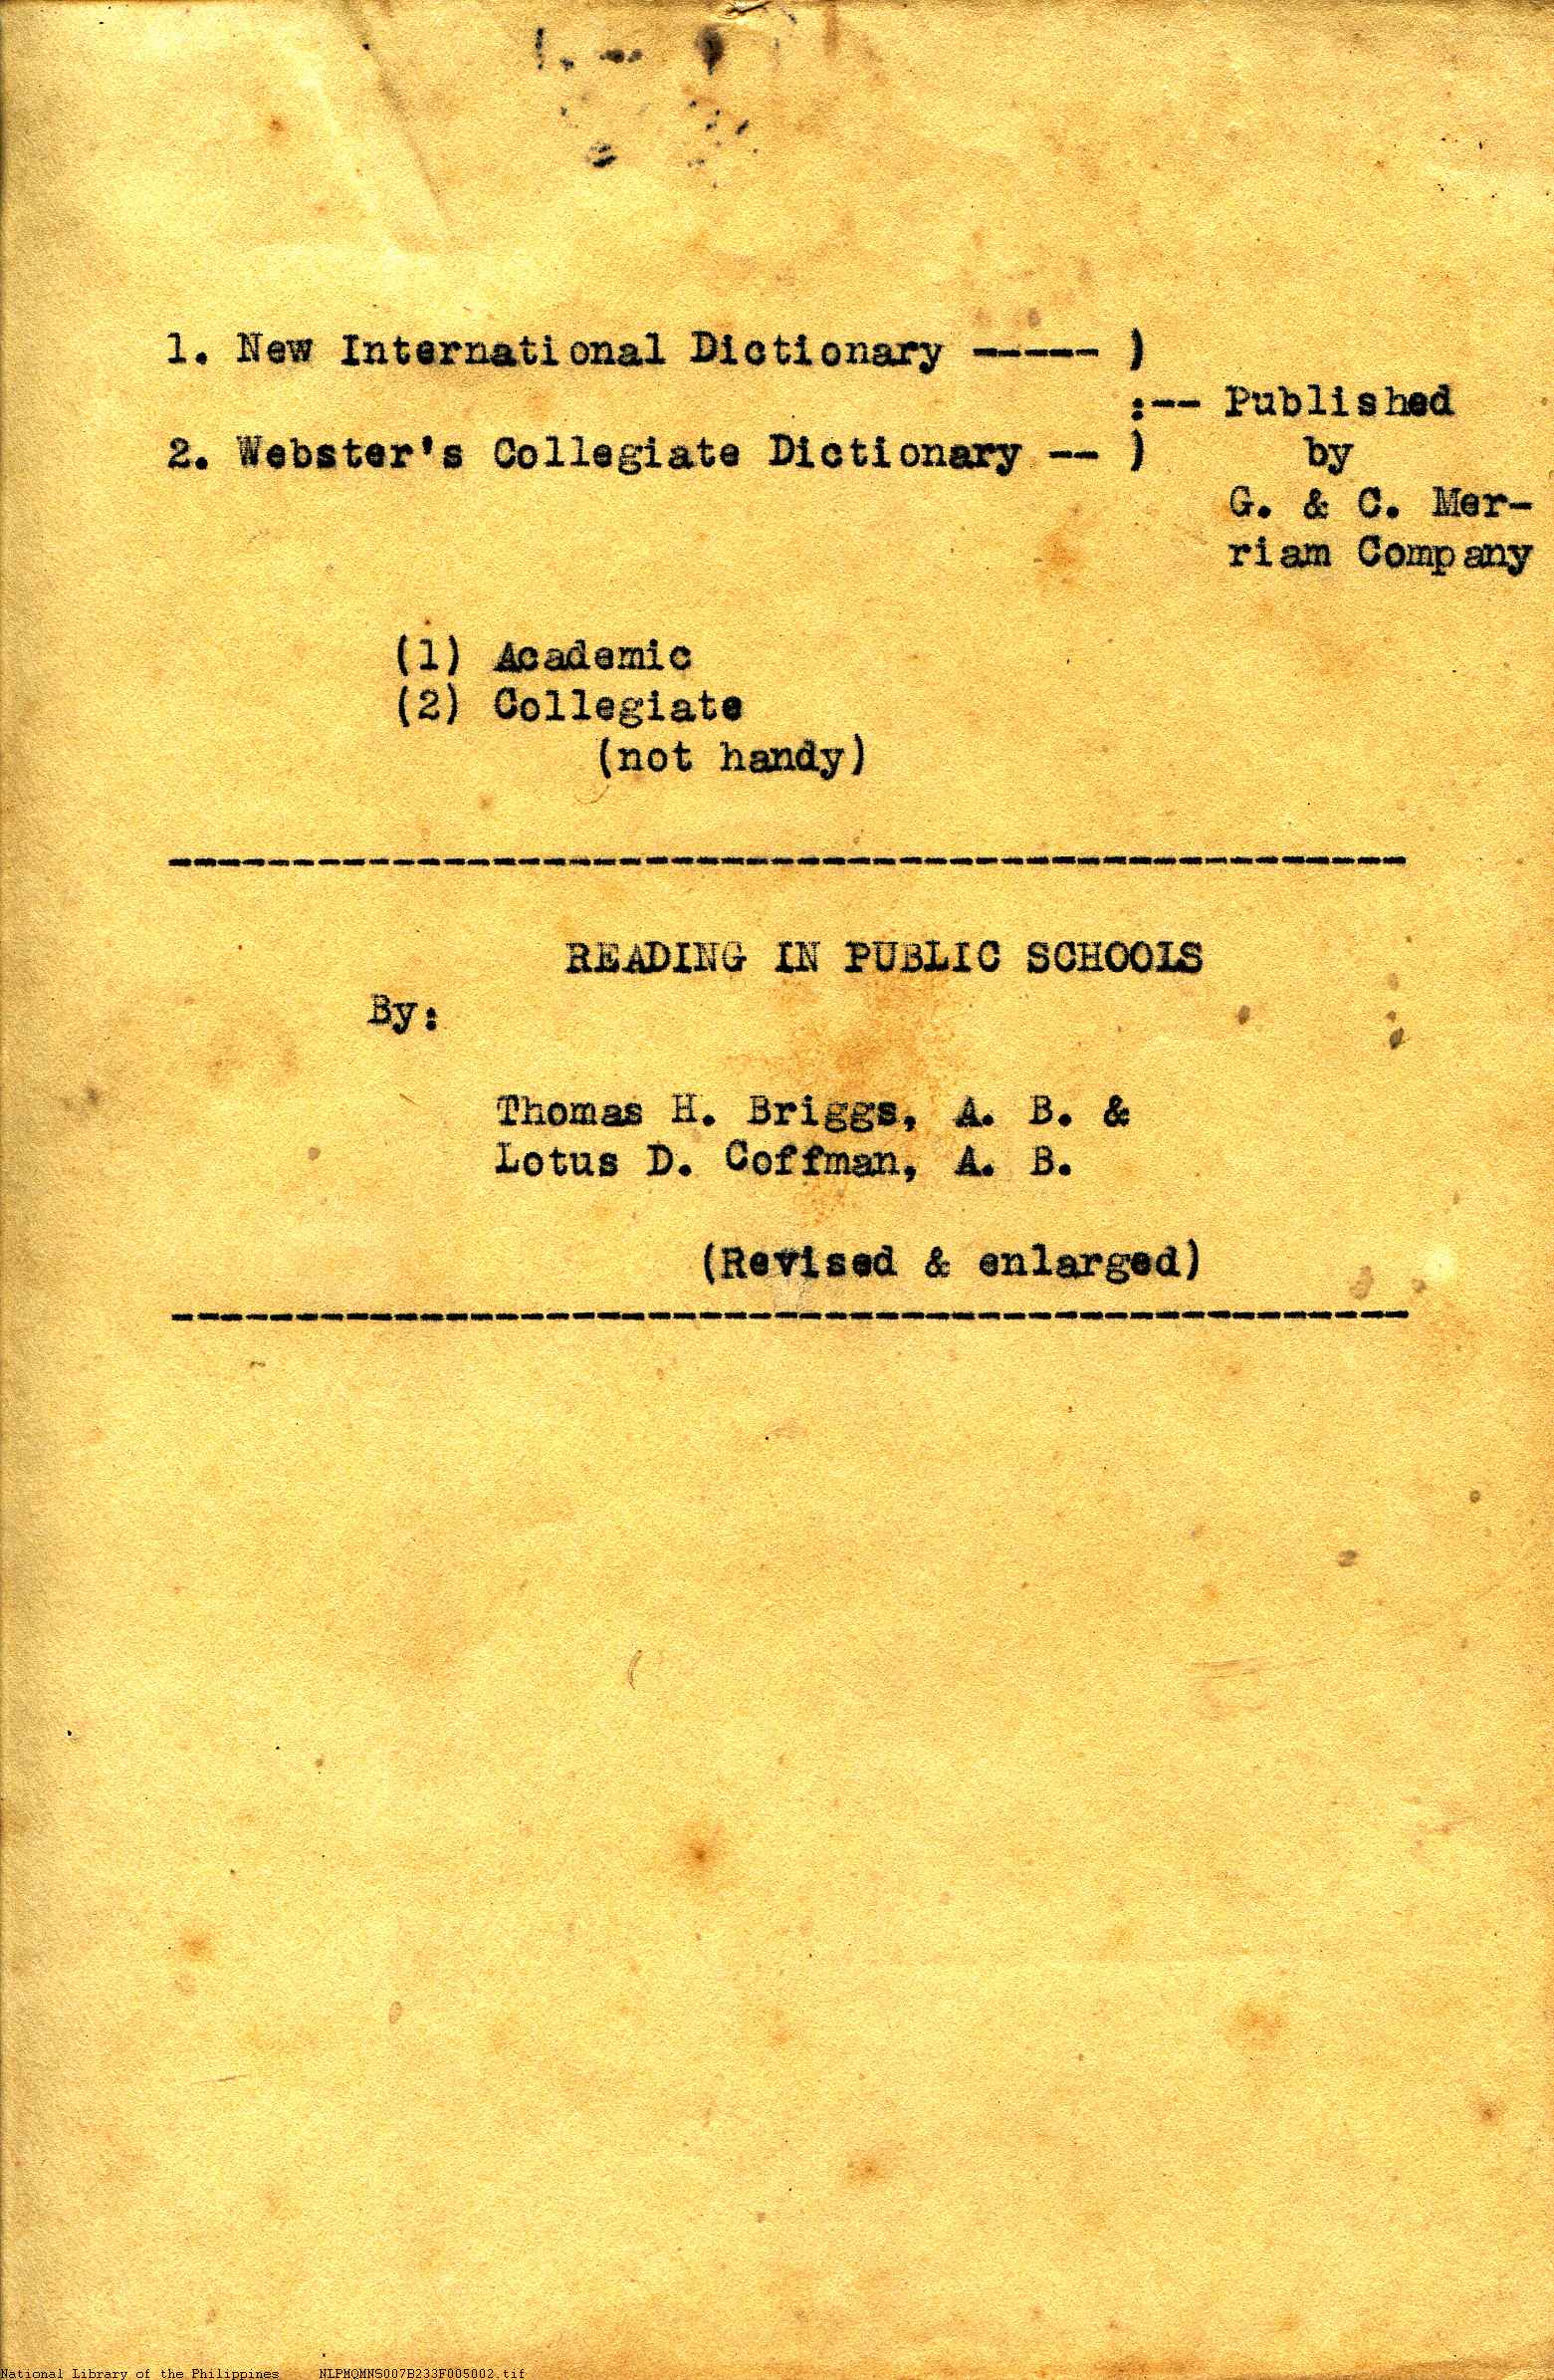 1. New International Dictionary ----- )
:-- Published
2. Webster's Collegiate Dictionary -- ) by
G. & C. Mer-
riam Company
(1) Academic
(2) Collegiate
(not handy)
-------------------------------------------------
READING IN PUBLIC SCHOOLS
By:
Thomas H. Briggs, A. B. &
Lotus D. Coffman, A. B.
(Revised & enlarged)
-------------------------------------------------
National Library of the Philippines NLPMQMNS007B233F005002.tif